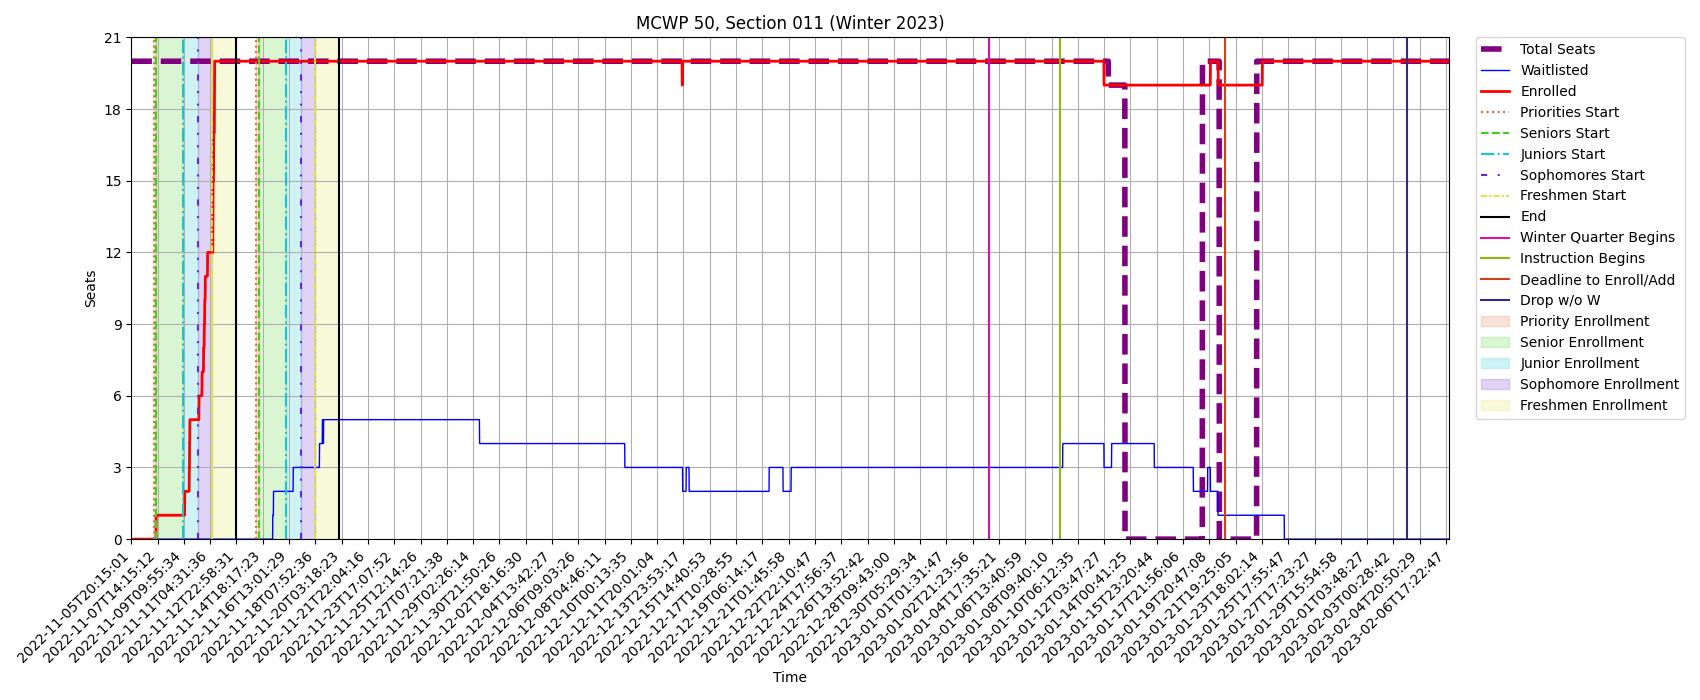 MCWP 50, Section 011 (Winter 2023)
21
18
15
12
9
6
3
0
Seats
2022-11-05T20:15:01
2022-11-07T14:15:12
2022-11-09T09:55:34
2022-11-11T04:31:36
2022-11-12T22:58:31
2022-11-14T18:17:23
2022-11-16T13:01:29
2022-11-18T07:52:36
2022-11-20T03:18:23
2022-11-21T22:04:16
2022-11-23T17:07:52
2022-11-25T12:14:26
2022-11-27T07:21:38
2022-11-29T02:26:14
2022-11-30T21:50:26
2022-12-02T18:16:30
2022-12-04T13:42:27
2022-12-06T09:03:26
2022-12-08T04:46:11
2022-12-10T00:13:35
2022-12-11T20:01:04
2022-12-13T23:53:17
2022-12-15T14:40:53
2022-12-17T10:28:55
2022-12-19T06:14:17
2022-12-21T01:45:58
2022-12-22T22:10:47
2022-12-24T17:56:37
2022-12-26T13:52:42
2022-12-28T09:43:00
2022-12-30T05:29:34
2023-01-01T01:31:47
2023-01-02T21:23:56
2023-01-04T17:35:21
2023-01-06T13:40:59
2023-01-08T09:40:10
2023-01-10T06:12:35
2023-01-12T03:47:27
2023-01-14T00:41:25
2023-01-15T23:20:44
2023-01-17T21:56:06
2023-01-19T20:47:08
2023-01-21T19:25:05
2023-01-23T18:02:14
2023-01-25T17:55:47
2023-01-27T17:23:27
2023-01-29T15:54:58
2023-02-01T03:48:27
2023-02-03T00:28:42
2023-02-04T20:50:29
2023-02-06T17:22:47
Time
Total Seats
Waitlisted
Enrolled
Priorities Start
Seniors Start
Juniors Start
Sophomores Start
Freshmen Start
End
Winter Quarter Begins
Instruction Begins
Deadline to Enroll/Add
Drop w/o W
Priority Enrollment
Senior Enrollment
Junior Enrollment
Sophomore Enrollment
Freshmen Enrollment